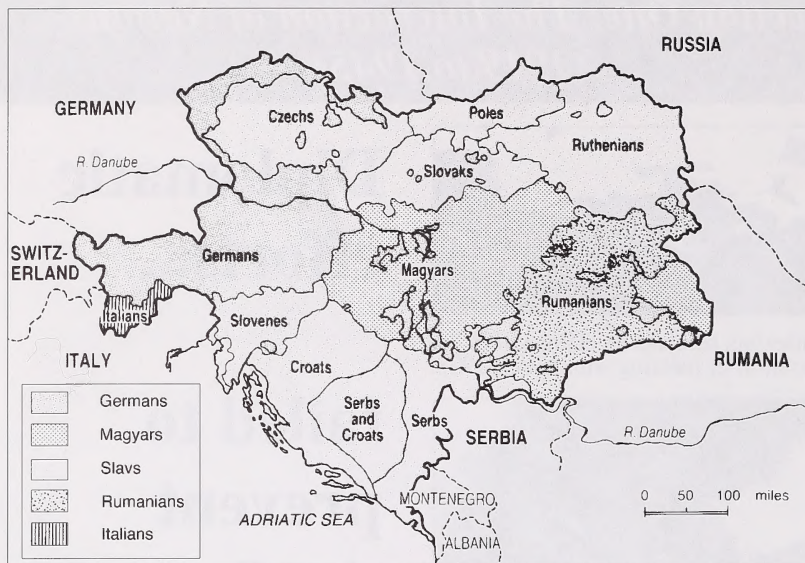 RUSSIA
GERMANY
Czechs
Poles
Ruthenians
R. Danube
Slovaks
SWITZ-
ERLAND
Germans
Magyars
Italians
Rumanians
Slovenes
ITALY
Croats
RUMANIA
Serbs
and
Croats
Serbs
SERBIA
R. Danube
MONTENEGRO
ADRIATIC SEA
ALBANIA
Germans
Magyars
Slavs
Rumanians
Italians
0 50 100 miles